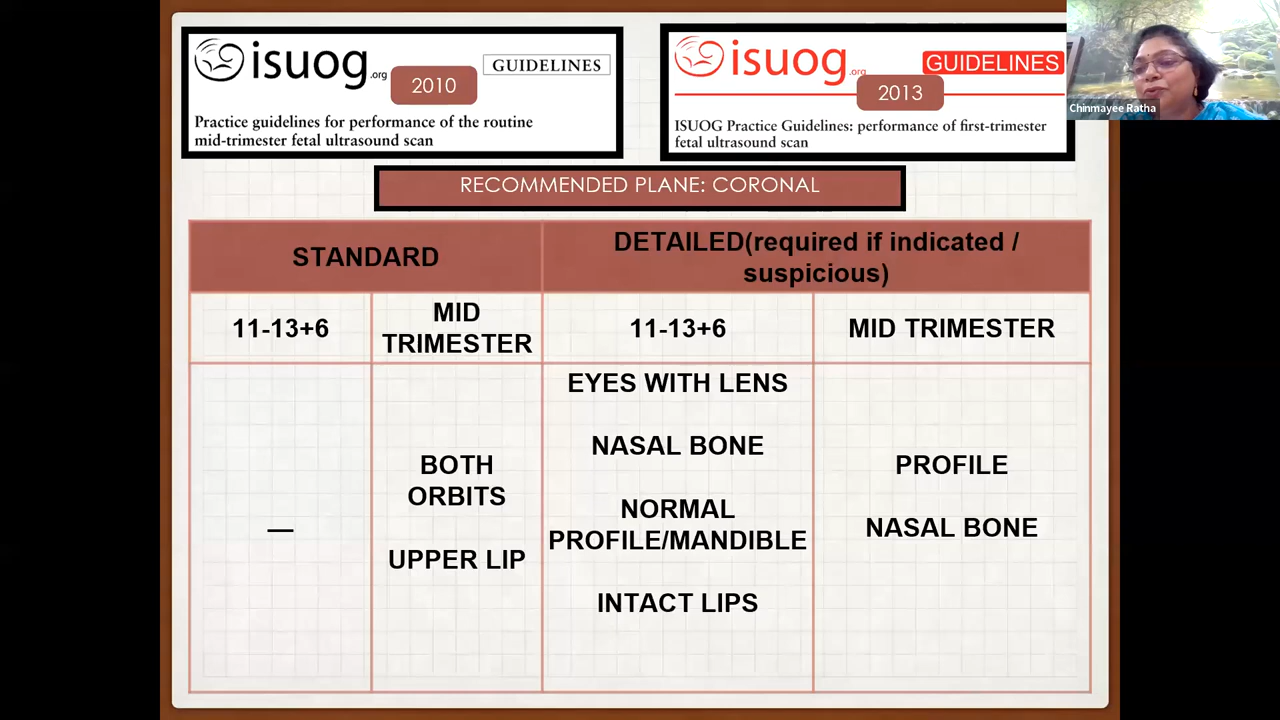 isuog.org
GUIDELINES
2010
Practice guidelines for performance of the routine
mid-trimester fetal ultrasound scan
isuog.org
GUIDELINES
2013
ISUOG Practice Guidelines: performance of first-trimester
fetal ultrasound scan
Chinmayee Ratha
RECOMMENDED PLANE: CORONAL
STANDARD
DETAILED(required if indicated /
suspicious)
11-13+6
MID
TRIMESTER
11-13+6
MID TRIMESTER
—
BOTH
ORBITS
UPPER LIP
EYES WITH LENS
NASAL BONE
NORMAL
PROFILE/MANDIBLE
INTACT LIPS
PROFILE
NASAL BONE